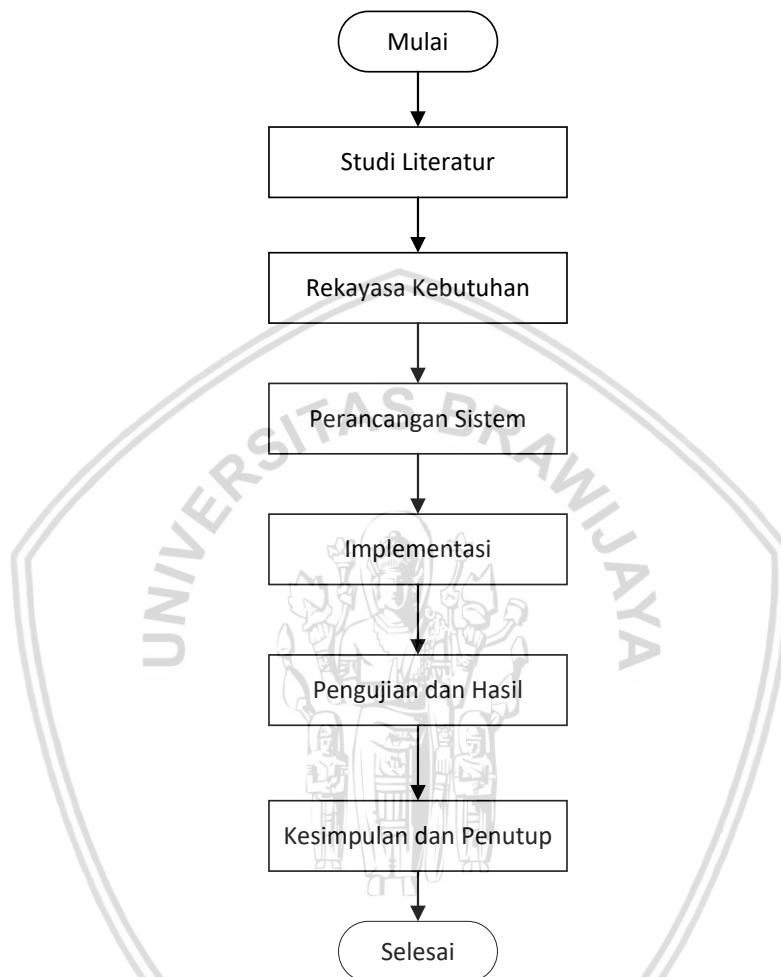 Mulai
Studi Literatur
Rekayasa Kebutuhan
Perancangan Sistem
UNIVERSITAS BRAWIJAYA
Implementasi
Pengujian dan Hasil
Kesimpulan dan Penutup
Selesai